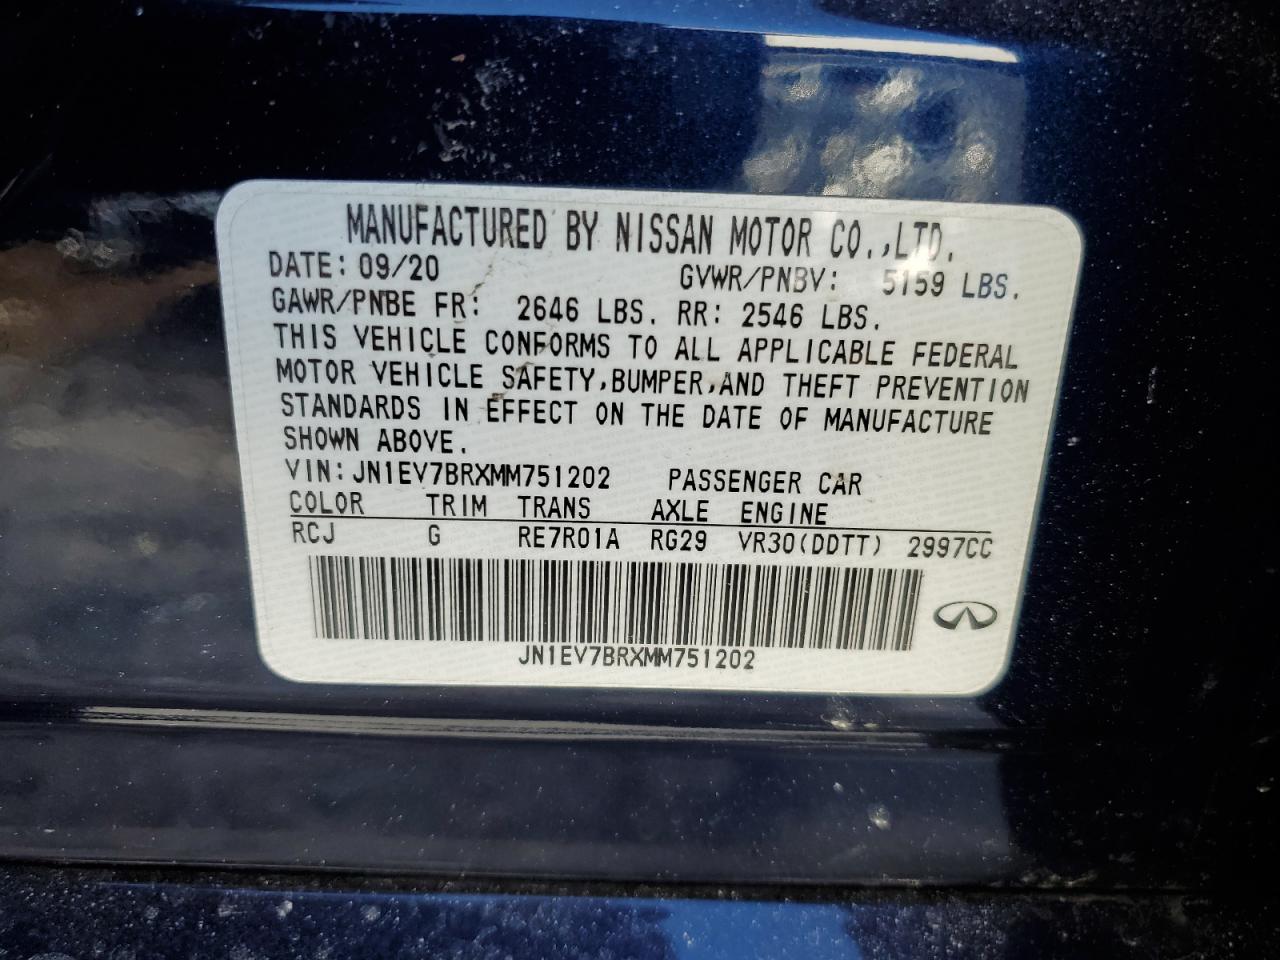 MANUFACTURED BY NISSAN MOTOR CO.,LTD.
DATE: 09/20 GVWR/PNBV: 5159 LBS.
GAWR/PNBE FR: 2646 LBS. RR: 2546 LBS.
THIS VEHICLE CONFORMS TO ALL APPLICABLE FEDERAL
MOTOR VEHICLE SAFETY,BUMPER,AND THEFT PREVENTION
STANDARDS IN EFFECT ON THE DATE OF MANUFACTURE
SHOWN ABOVE.
VIN:JN1EV7BRXMM751202 PASSENGER CAR
COLOR TRIM TRANS AXLE ENGINE
RCJ G RE7R01A RG29 VR30(DDTT) 2997CC
JN1EV7BRXMM751202